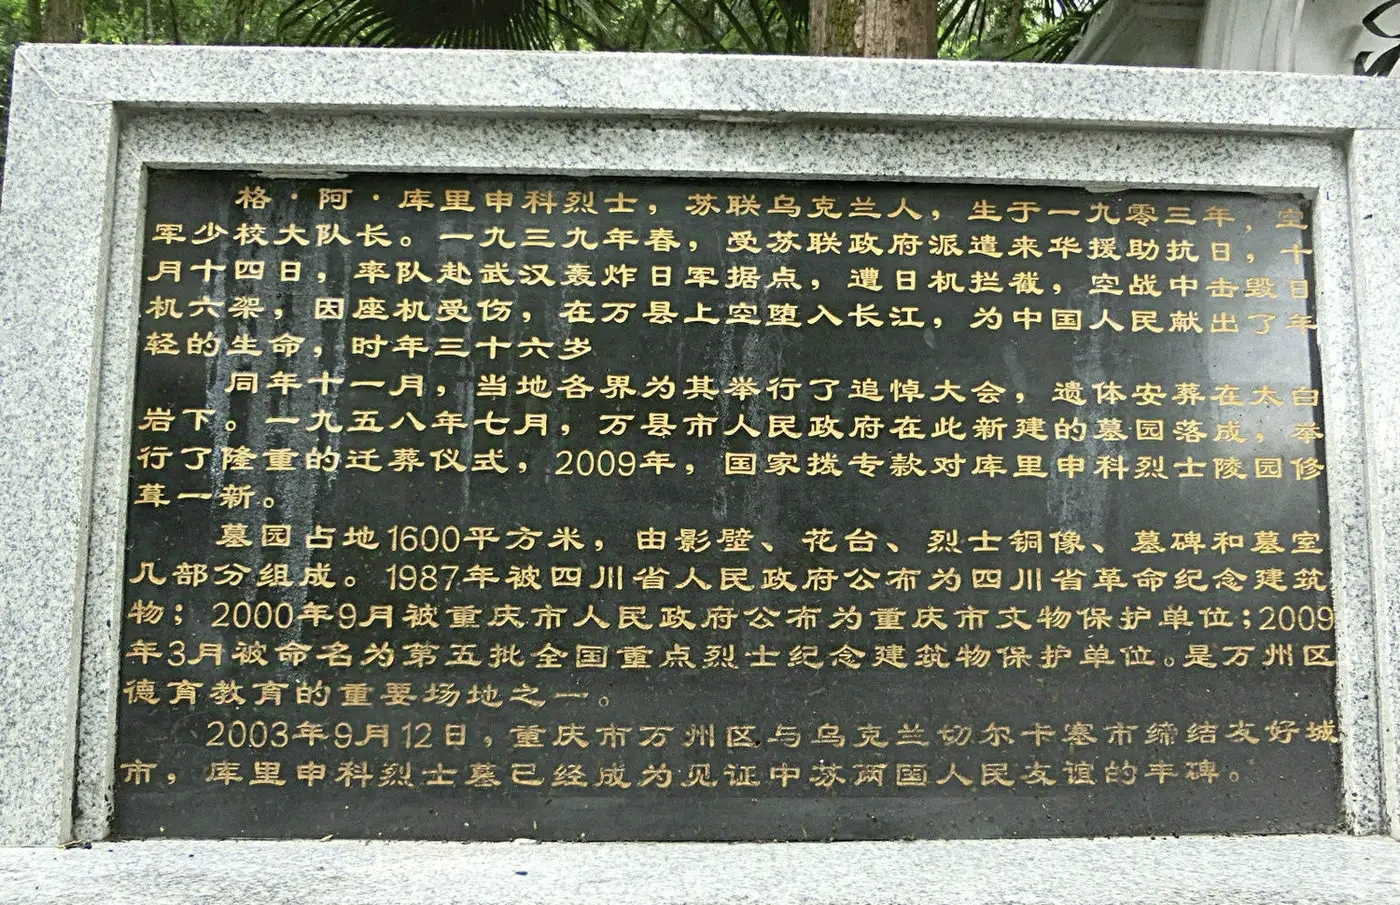 格·阿·库里申科烈士，苏联乌克兰人，生于一九零三年，空
军少校大队长。一九三九年春，受苏联政府派遣来华援助抗日，十
月十四日，率队赴武汉轰炸日军据点，遭日机拦截，空战中击毁日
机六架，因座机受伤，在万县上空堕入长江，为中国人民献出了年
轻的生命，时年三十六岁
同年十一月，当地各界为其举行了追悼大会，遗体安葬在太白
岩下。一九五八年七月，万县市人民政府在此新建的墓园落成，举
行了隆重的迁葬仪式，2009年，国家拨专款对库里申科烈士陵园修
葺一新。
墓园占地1600平方米，由影壁、花台、烈士铜像、墓碑和墓室
几部分组成。1987年被四川省人民政府公布为四川省革命纪念建筑
物；2000年9月被重庆市人民政府公布为重庆市文物保护单位；2009
年3月被命名为第五批全国重点烈士纪念建筑物保护单位。是万州区
德育教育的重要场地之一。
2003年9月12日，重庆市万州区与乌克兰切尔卡塞市缔结友好城
市，库里申科烈士墓已经成为见证中苏两国人民友谊的丰碑。